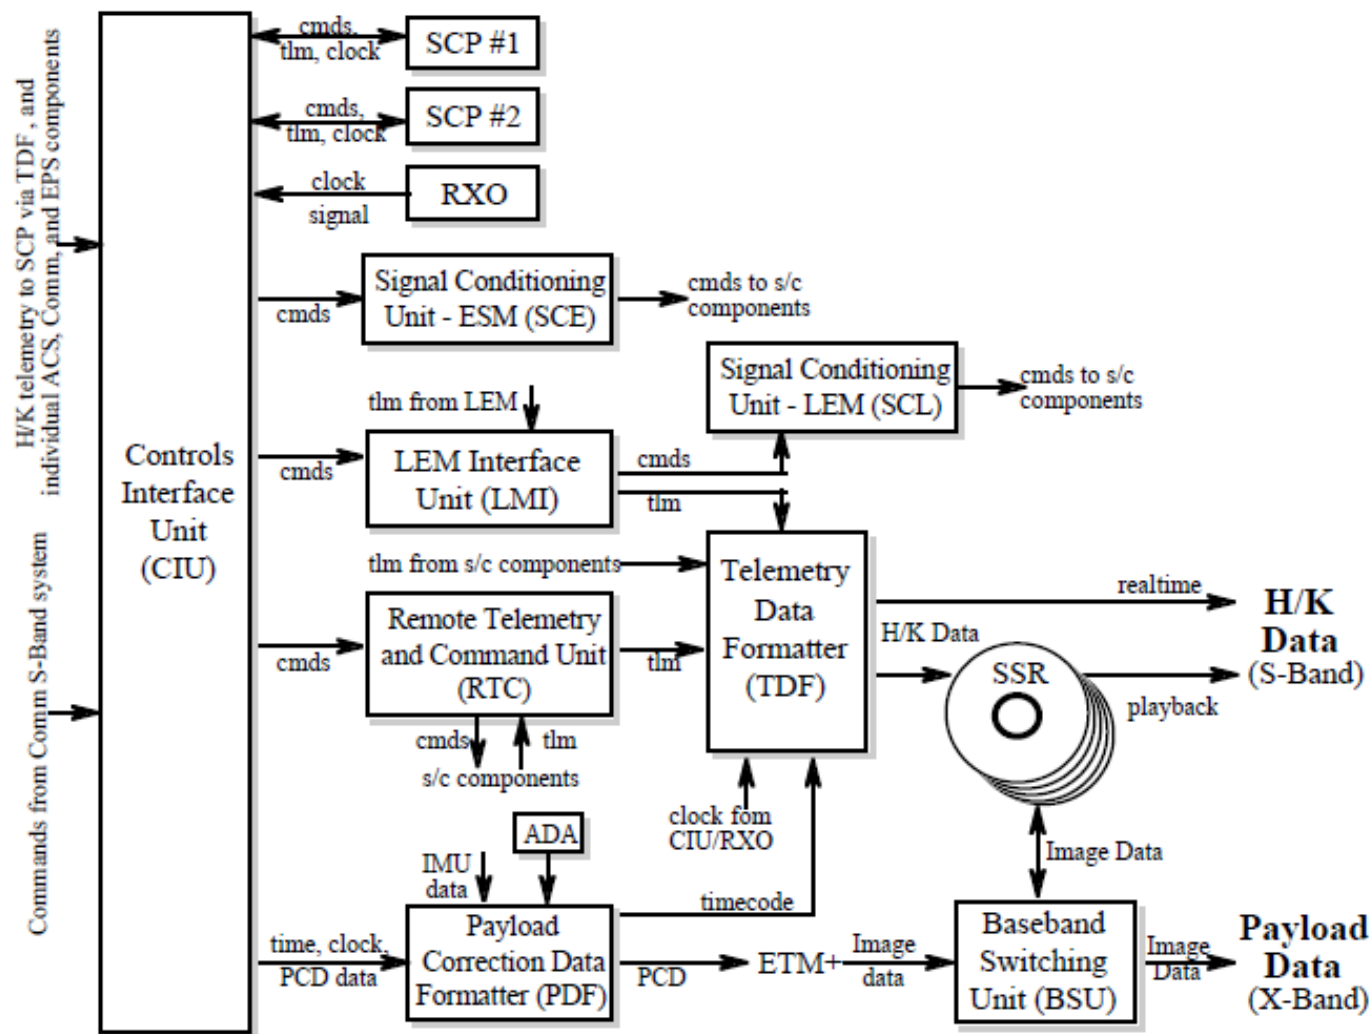 H/K telemetry to SCP via TDF, and
individual ACS, Comm, and EPS components
Commands from Comm S-Band system
Controls
Interface
Unit
(CIU)
cmds,
tlm, clock
SCP #1
cmds,
tlm, clock
SCP #2
clock
signal
RXO
cmds
Signal Conditioning
Unit - ESM (SCE)
cmds to s/c
components
Signal Conditioning
Unit - LEM (SCL)
cmds to s/c
components
tlm from LEM
cmds
LEM Interface
Unit (LMI)
cmds
tlm
tlm from s/c components
cmds
Remote Telemetry
and Command Unit
(RTC)
tlm
cmds
tlm
s/c components
Telemetry
Data
Formatter
(TDF)
realtime
H/K Data
SSR
playback
H/K
Data
(S-Band)
clock fom
CIU/RXO
ADA
IMU
data
time, clock,
PCD data
Payload
Correction Data
Formatter (PDF)
timecode
PCD
ETM+
Image
data
Image Data
Baseband
Switching
Unit (BSU)
Image
Data
Payload
Data
(X-Band)